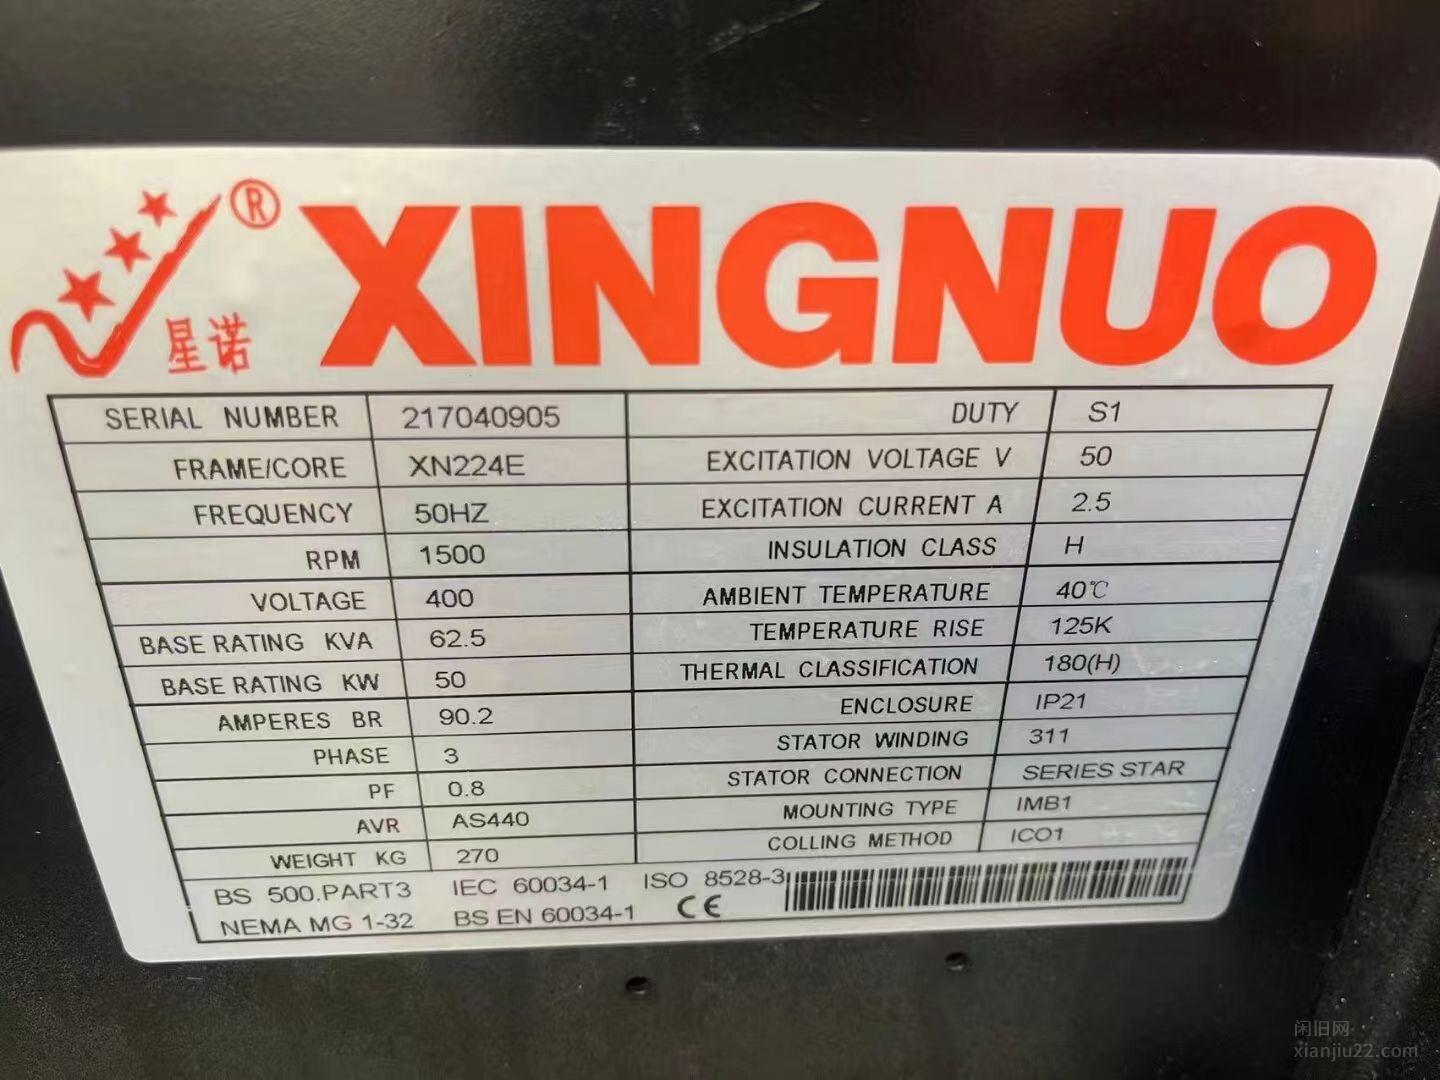 ® XINGNUO
星诺
SERIAL NUMBER 217040905 DUTY S1
FRAME/CORE XN224E EXCITATION VOLTAGE V 50
FREQUENCY 50HZ EXCITATION CURRENT A 2.5
RPM 1500 INSULATION CLASS H
VOLTAGE 400 AMBIENT TEMPERATURE 40℃
BASE RATING KVA 62.5 TEMPERATURE RISE 125K
BASE RATING KW 50 THERMAL CLASSIFICATION 180(H)
AMPERES BR 90.2 ENCLOSURE IP21
PHASE 3 STATOR WINDING 311
PF 0.8 STATOR CONNECTION SERIES STAR
AVR AS440 MOUNTING TYPE IMB1
WEIGHT KG 270 COLLING METHOD ICO1
BS 500.PART3 IEC 60034-1 ISO 8528-3
NEMA MG 1-32 BS EN 60034-1 CE
闲旧网
xianjiu22.com